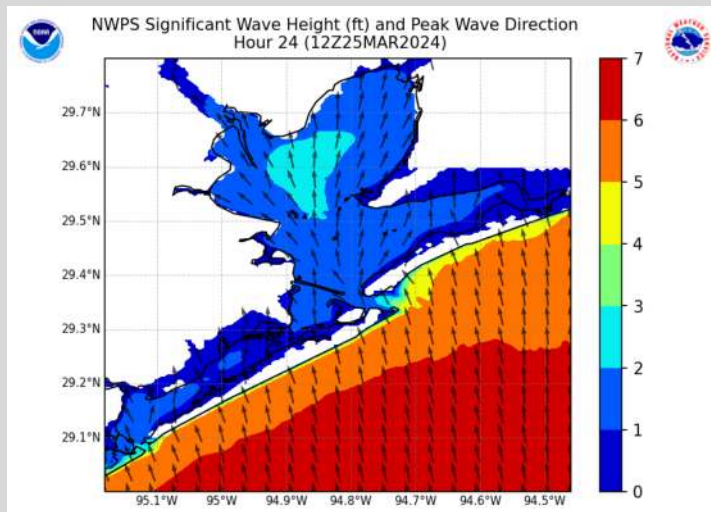 NWPS Significant Wave Height (ft) and Peak Wave Direction
Hour 24 (12Z25MAR2024)
NOAA
29.7°N
29.6°N
29.5°N
29.4°N
29.3°N
29.2°N
29.1°N
95.1°W 95°W 94.9°W 94.8°W 94.7°W 94.6°W 94.5°W
7
6
5
4
3
2
1
0